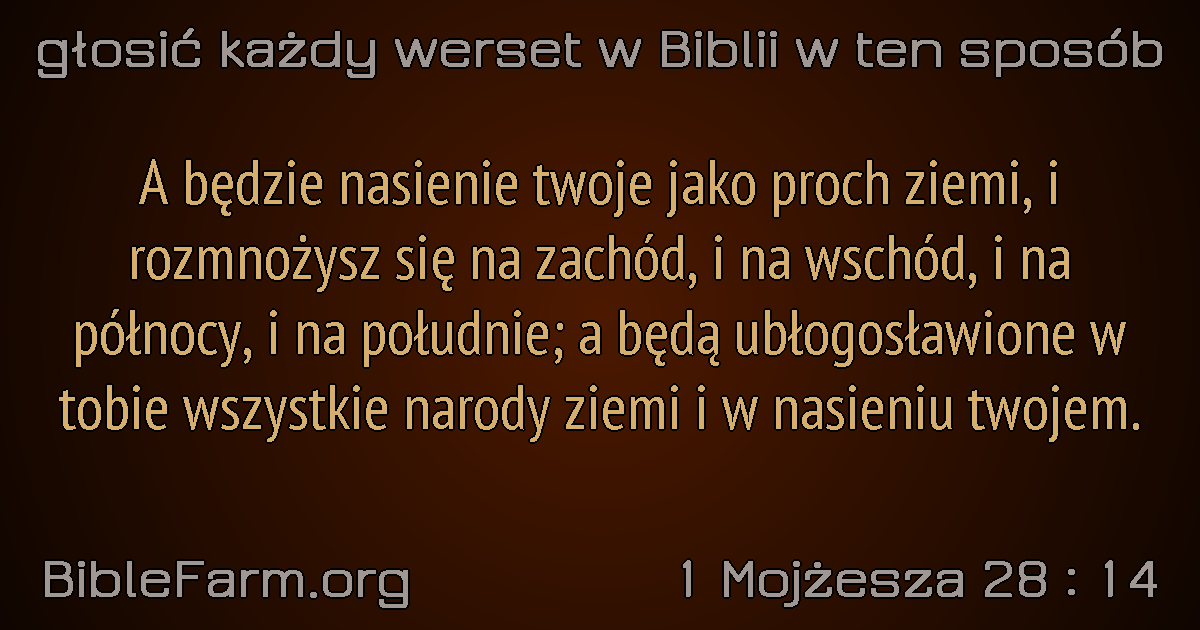 głosić każdy werset w Biblii w ten sposób
A będzie nasienie twoje jako proch ziemi, i
rozmnożysz się na zachód, i na wschód, i na
północy, i na południe; a będą ubłogosławione w
tobie wszystkie narody ziemi i w nasieniu twojem.
BibleFarm.org
1 Mojżesza 28 : 14